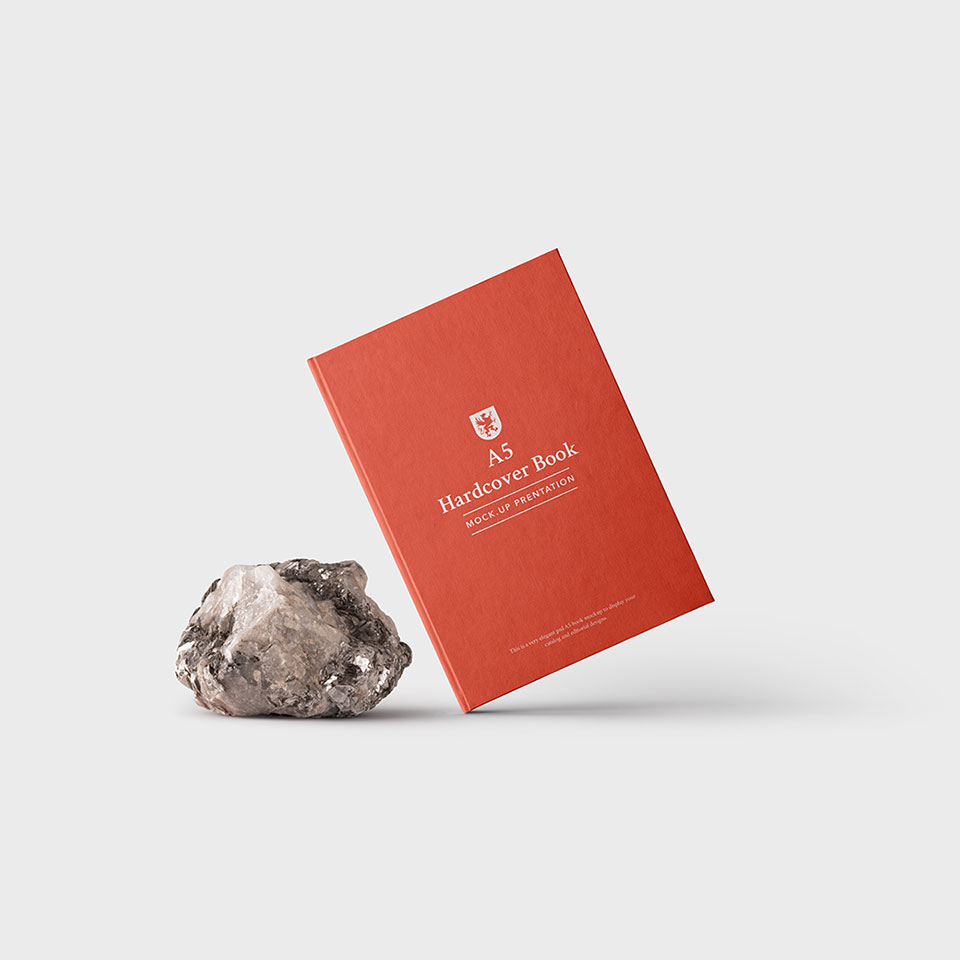 A5
Hardcover Book
MOCK.UP PRENTATION
This is a very elegant psd A5 book mockup to display your
catalog and editorial designs.